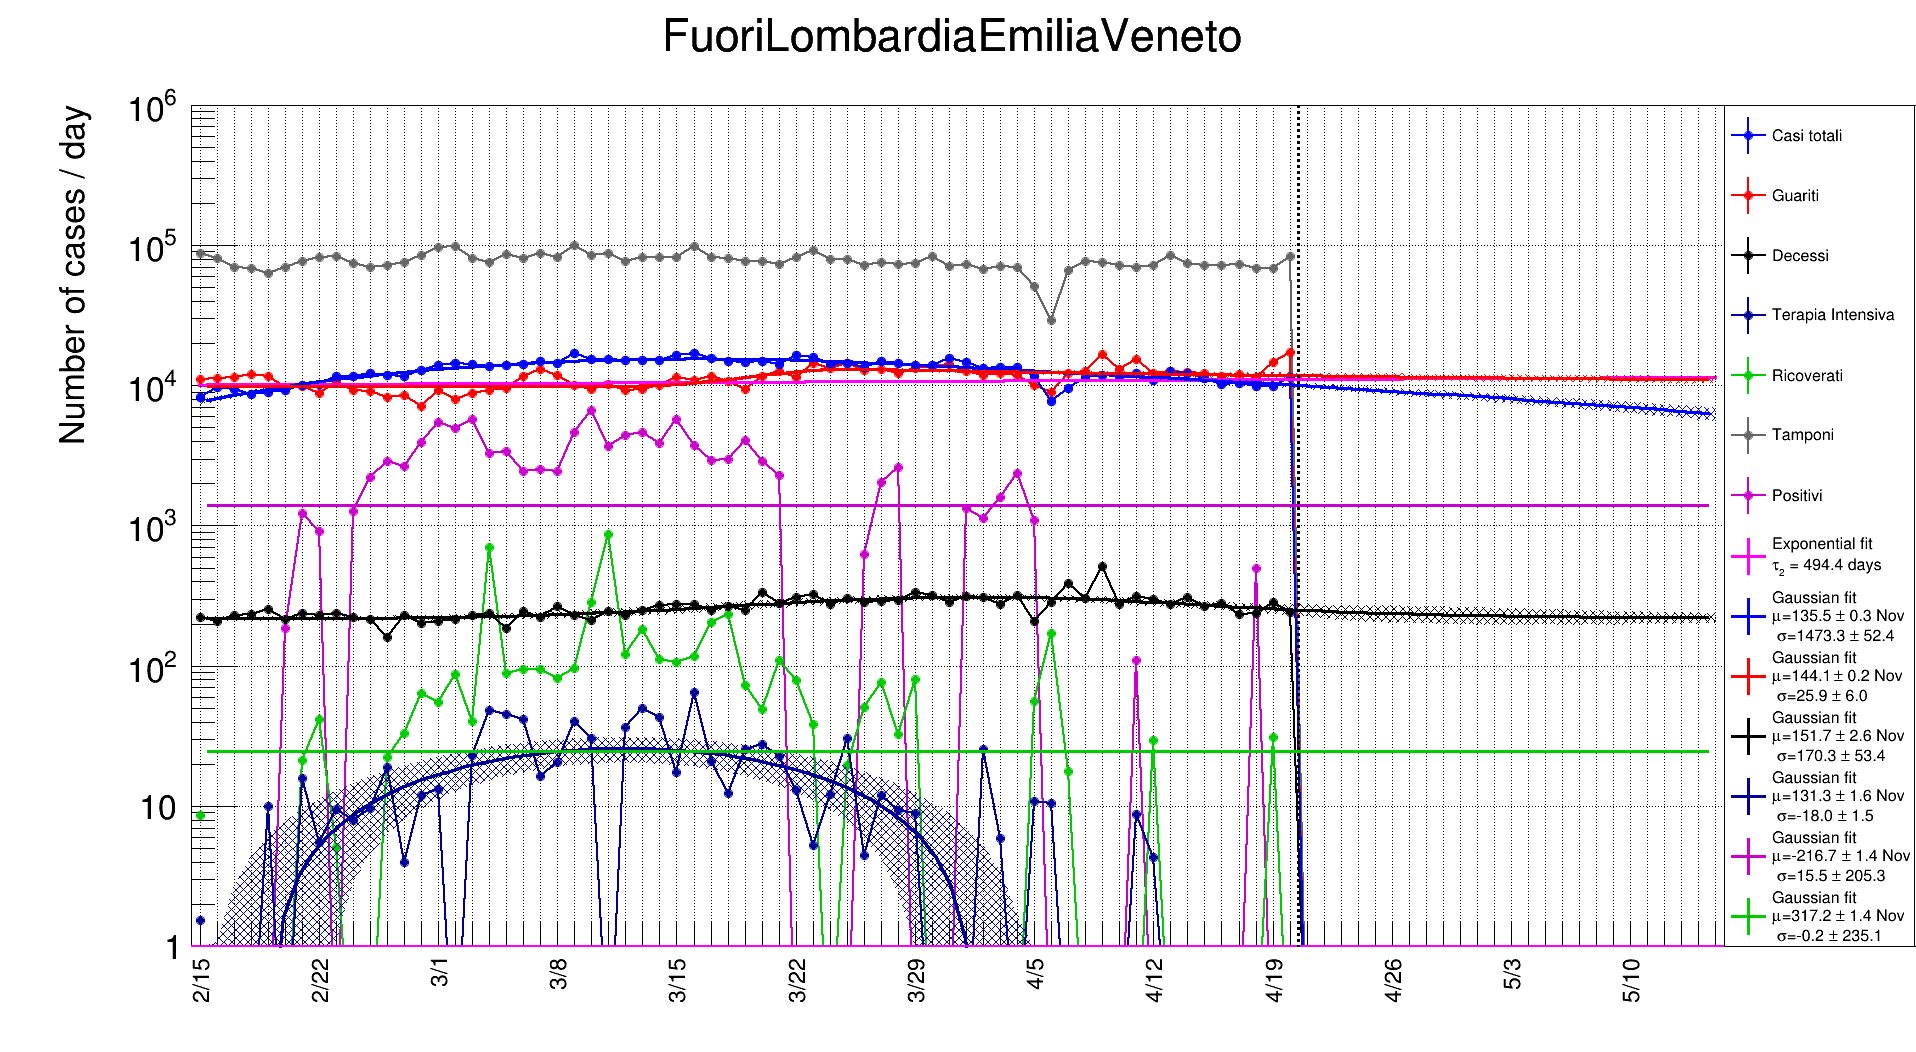 FuoriLombardiaEmiliaVeneto
Number of cases / day
10^6
10^5
10^4
10^3
10^2
10
1
2/15
2/22
3/1
3/8
3/15
3/22
3/29
4/5
4/12
4/19
4/26
5/3
5/10
Casi totali
Guariti
Decessi
Terapia Intensiva
Ricoverati
Tamponi
Positivi
Exponential fit
τ_2 = 494.4 days
Gaussian fit
μ=135.5 ± 0.3 Nov
σ=1473.3 ± 52.4
Gaussian fit
μ=144.1 ± 0.2 Nov
σ=25.9 ± 6.0
Gaussian fit
μ=151.7 ± 2.6 Nov
σ=170.3 ± 53.4
Gaussian fit
μ=131.3 ± 1.6 Nov
σ=-18.0 ± 1.5
Gaussian fit
μ=-216.7 ± 1.4 Nov
σ=15.5 ± 205.3
Gaussian fit
μ=317.2 ± 1.4 Nov
σ=-0.2 ± 235.1